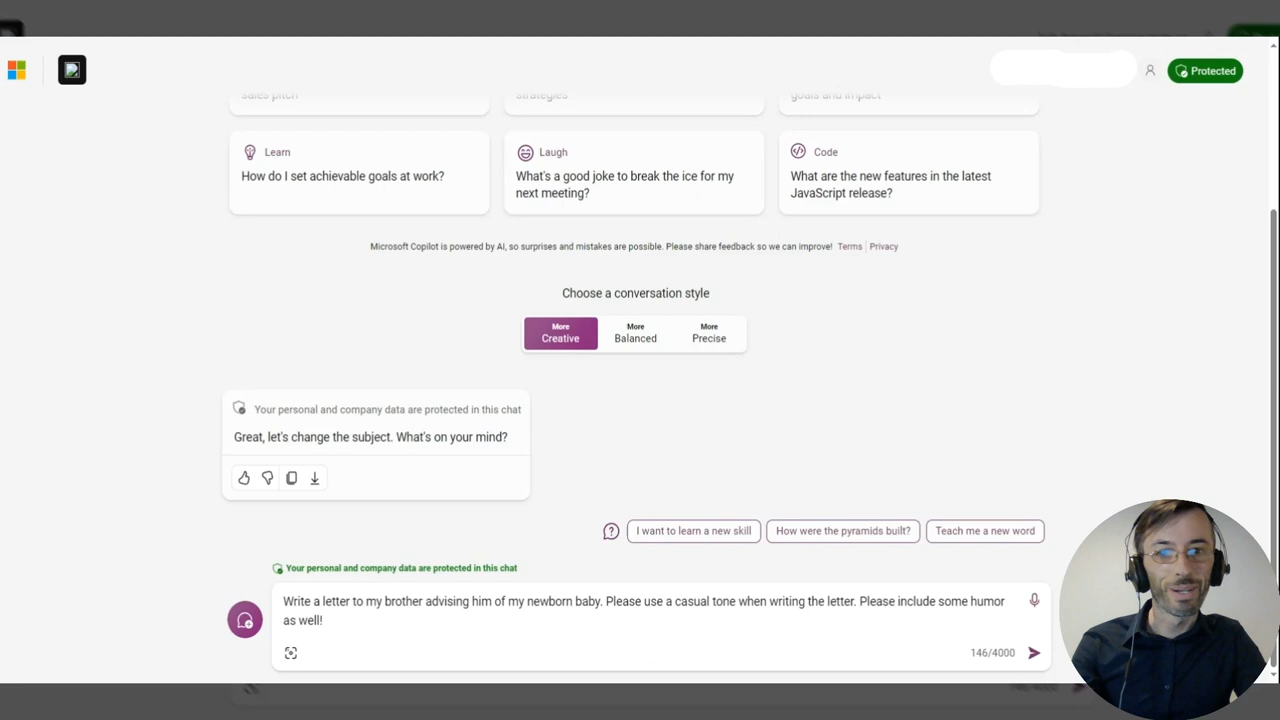 Protected
sales pitch
strategies
goals and impact
Learn
How do I set achievable goals at work?
Laugh
What's a good joke to break the ice for my
next meeting?
Code
What are the new features in the latest
JavaScript release?
Microsoft Copilot is powered by AI, so surprises and mistakes are possible. Please share feedback so we can improve! Terms Privacy
Choose a conversation style
More
Creative
More
Balanced
More
Precise
Your personal and company data are protected in this chat
Great, let's change the subject. What's on your mind?
I want to learn a new skill
How were the pyramids built?
Teach me a new word
Your personal and company data are protected in this chat
Write a letter to my brother advising him of my newborn baby. Please use a casual tone when writing the letter. Please include some humor
as well!
146/4000